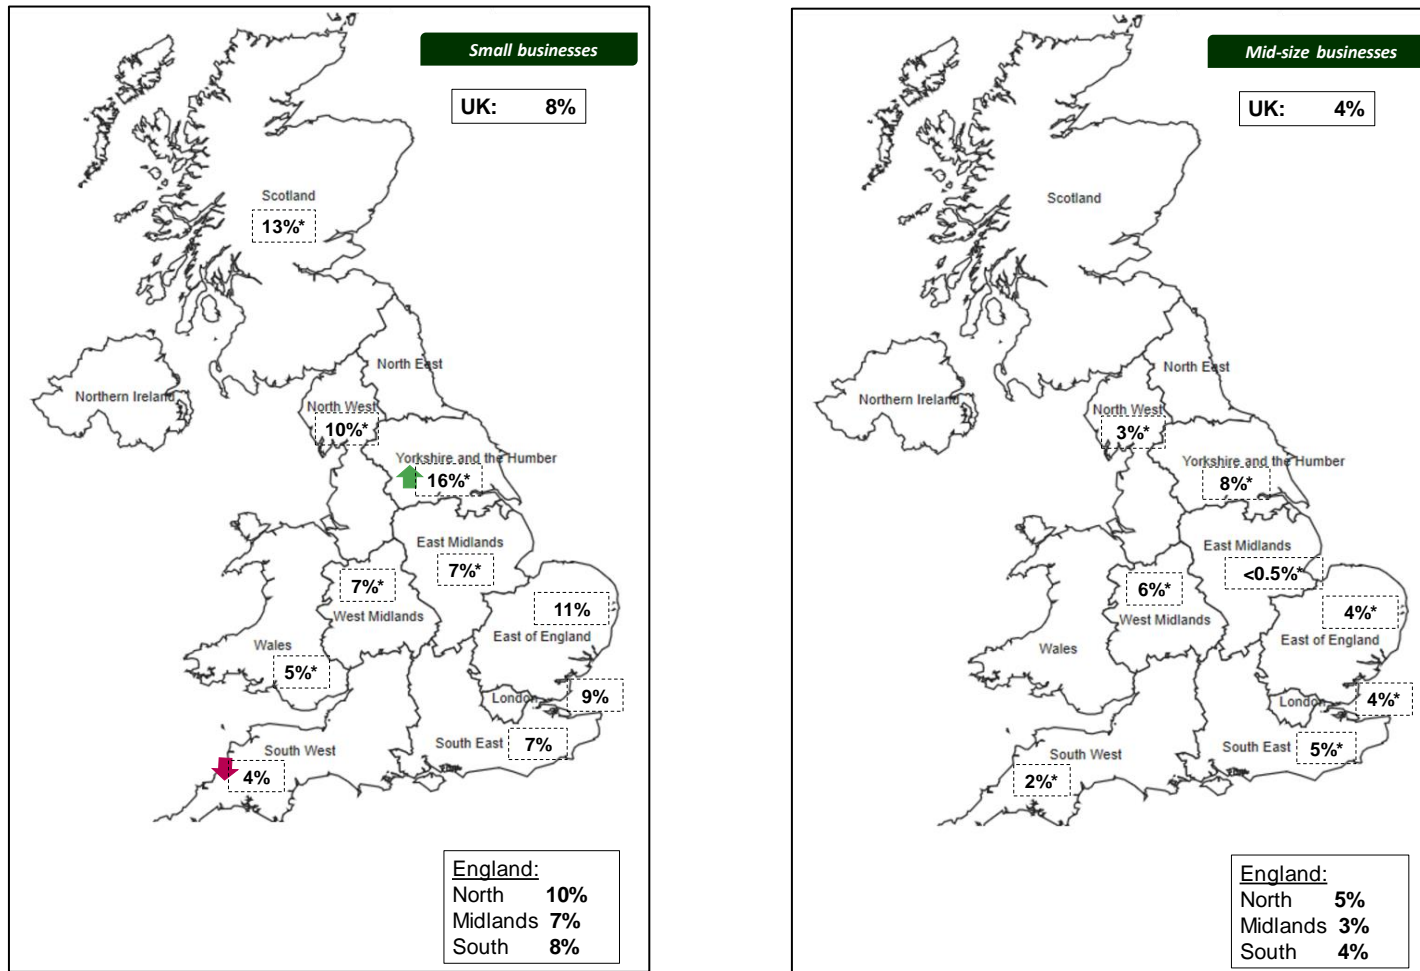 Small businesses
UK: 8%
Scotland
13%*
North East
Northern Ireland
North West
10%*
Yorkshire and the Humber
16%*
East Midlands
7%*
7%*
West Midlands
11%
East of England
Wales
5%*
London
9%
South East
7%
South West
4%
England:
North 10%
Midlands 7%
South 8%
Mid-size businesses
UK: 4%
Scotland
North East
Northern Ireland
North West
3%*
Yorkshire and the Humber
8%*
East Midlands
<0.5%*
6%*
West Midlands
4%*
East of England
Wales
London
4%*
South East
5%*
South West
2%*
England:
North 5%
Midlands 3%
South 4%